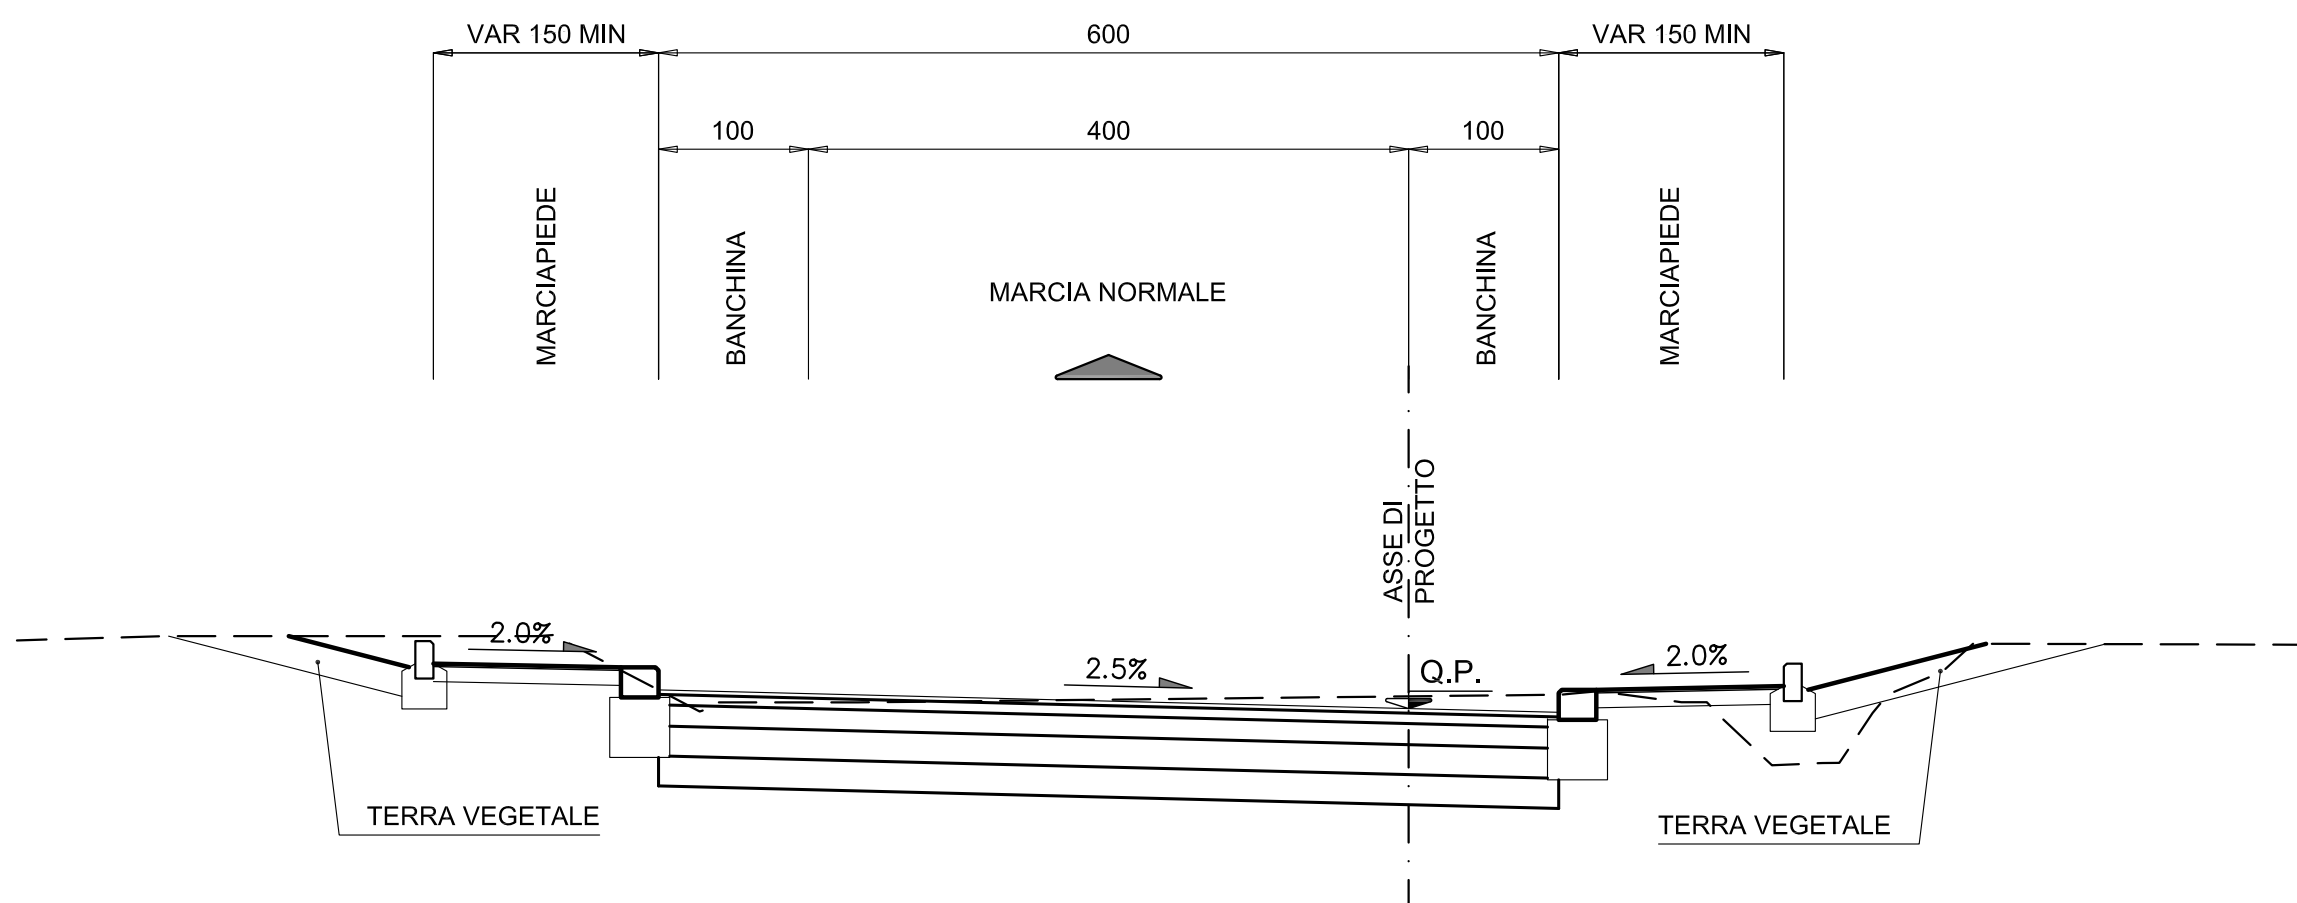 VAR 150 MIN
600
VAR 150 MIN
100
400
100
MARCIAPIEDE
BANCHINA
MARCIA NORMALE
BANCHINA
MARCIAPIEDE
ASSE DI
PROGETTO
2.0%
2.5%
Q.P.
2.0%
TERRA VEGETALE
TERRA VEGETALE